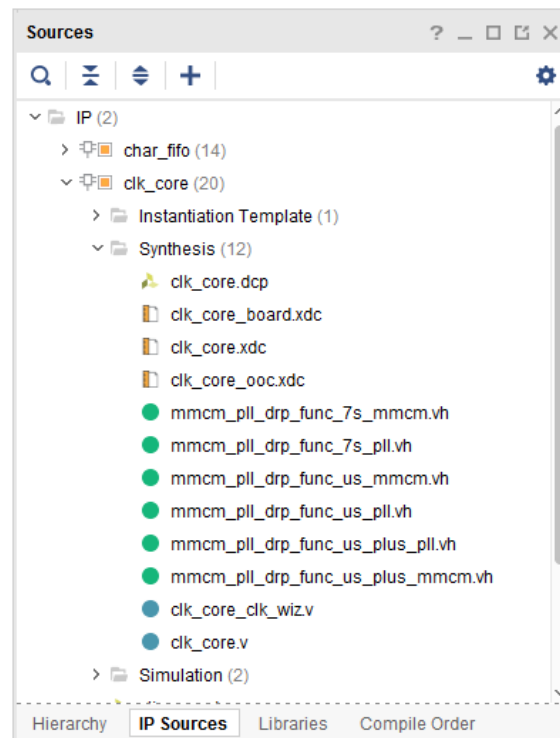 Sources
IP (2)
char_fifo (14)
clk_core (20)
Instantiation Template (1)
Synthesis (12)
clk_core.dcp
clk_core_board.xdc
clk_core.xdc
clk_core_ooc.xdc
mmcm_pll_drp_func_7s_mmcm.vh
mmcm_pll_drp_func_7s_pll.vh
mmcm_pll_drp_func_us_mmcm.vh
mmcm_pll_drp_func_us_pll.vh
mmcm_pll_drp_func_us_plus_pll.vh
mmcm_pll_drp_func_us_plus_mmcm.vh
clk_core_clk_wiz.v
clk_core.v
Simulation (2)
Hierarchy IP Sources Libraries Compile Order